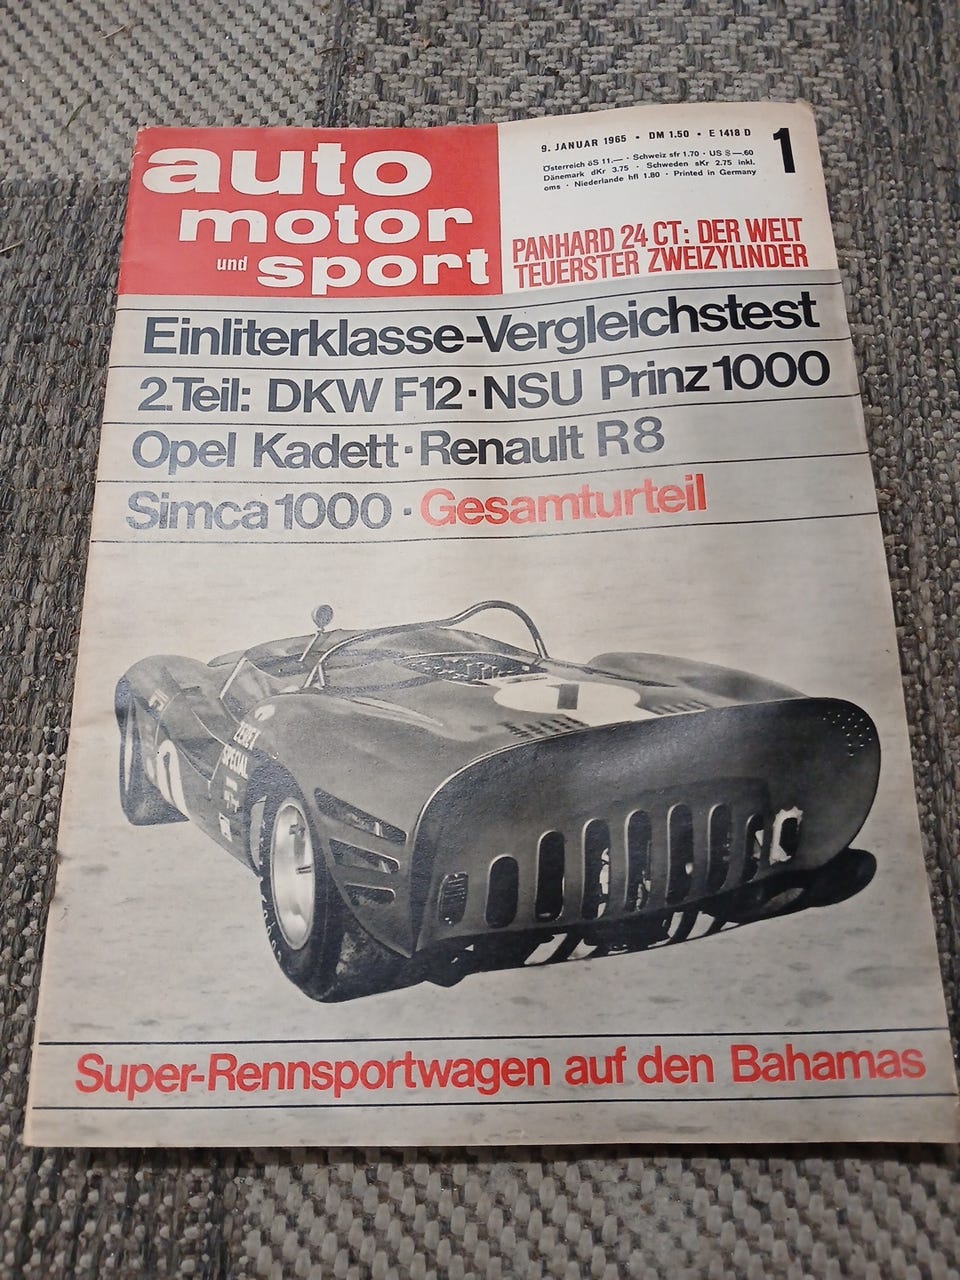 auto
motor
und sport
9. JANUAR 1965 • DM 1.50 • E 1418 D
1
Österreich öS 11.— · Schweiz sfr 1.70 · US $ —.60
Dänemark dKr 3.75 · Schweden sKr 2.75 inkl.
oms · Niederlande hfl 1.80 · Printed in Germany
PANHARD 24 CT: DER WELT
TEUERSTER ZWEIZYLINDER
Einliterklasse-Vergleichstest
2.Teil: DKW F12·NSU Prinz 1000
Opel Kadett·Renault R8
Simca 1000 · Gesamturteil
1
SPECIAL
Super-Rennsportwagen auf den Bahamas